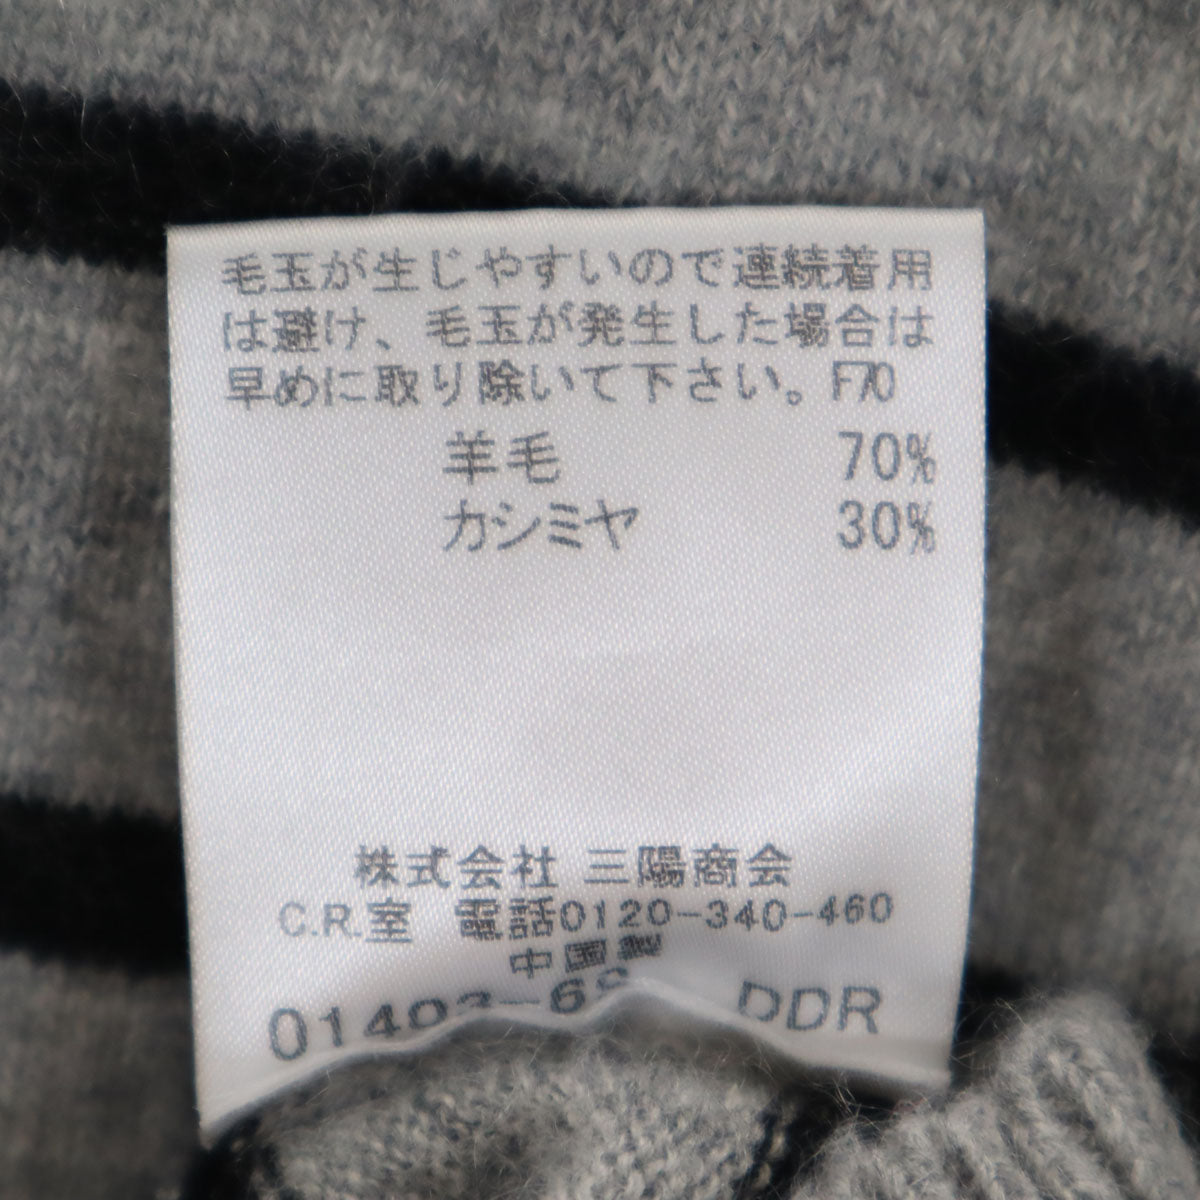 毛玉が生じやすいので連続着用
は避け、毛玉が発生した場合は
早めに取り除いて下さい。F70
羊毛 70%
カシミヤ 30%
株式会社 三陽商会
C.R.室 電話0120-340-460
中国製
DDR